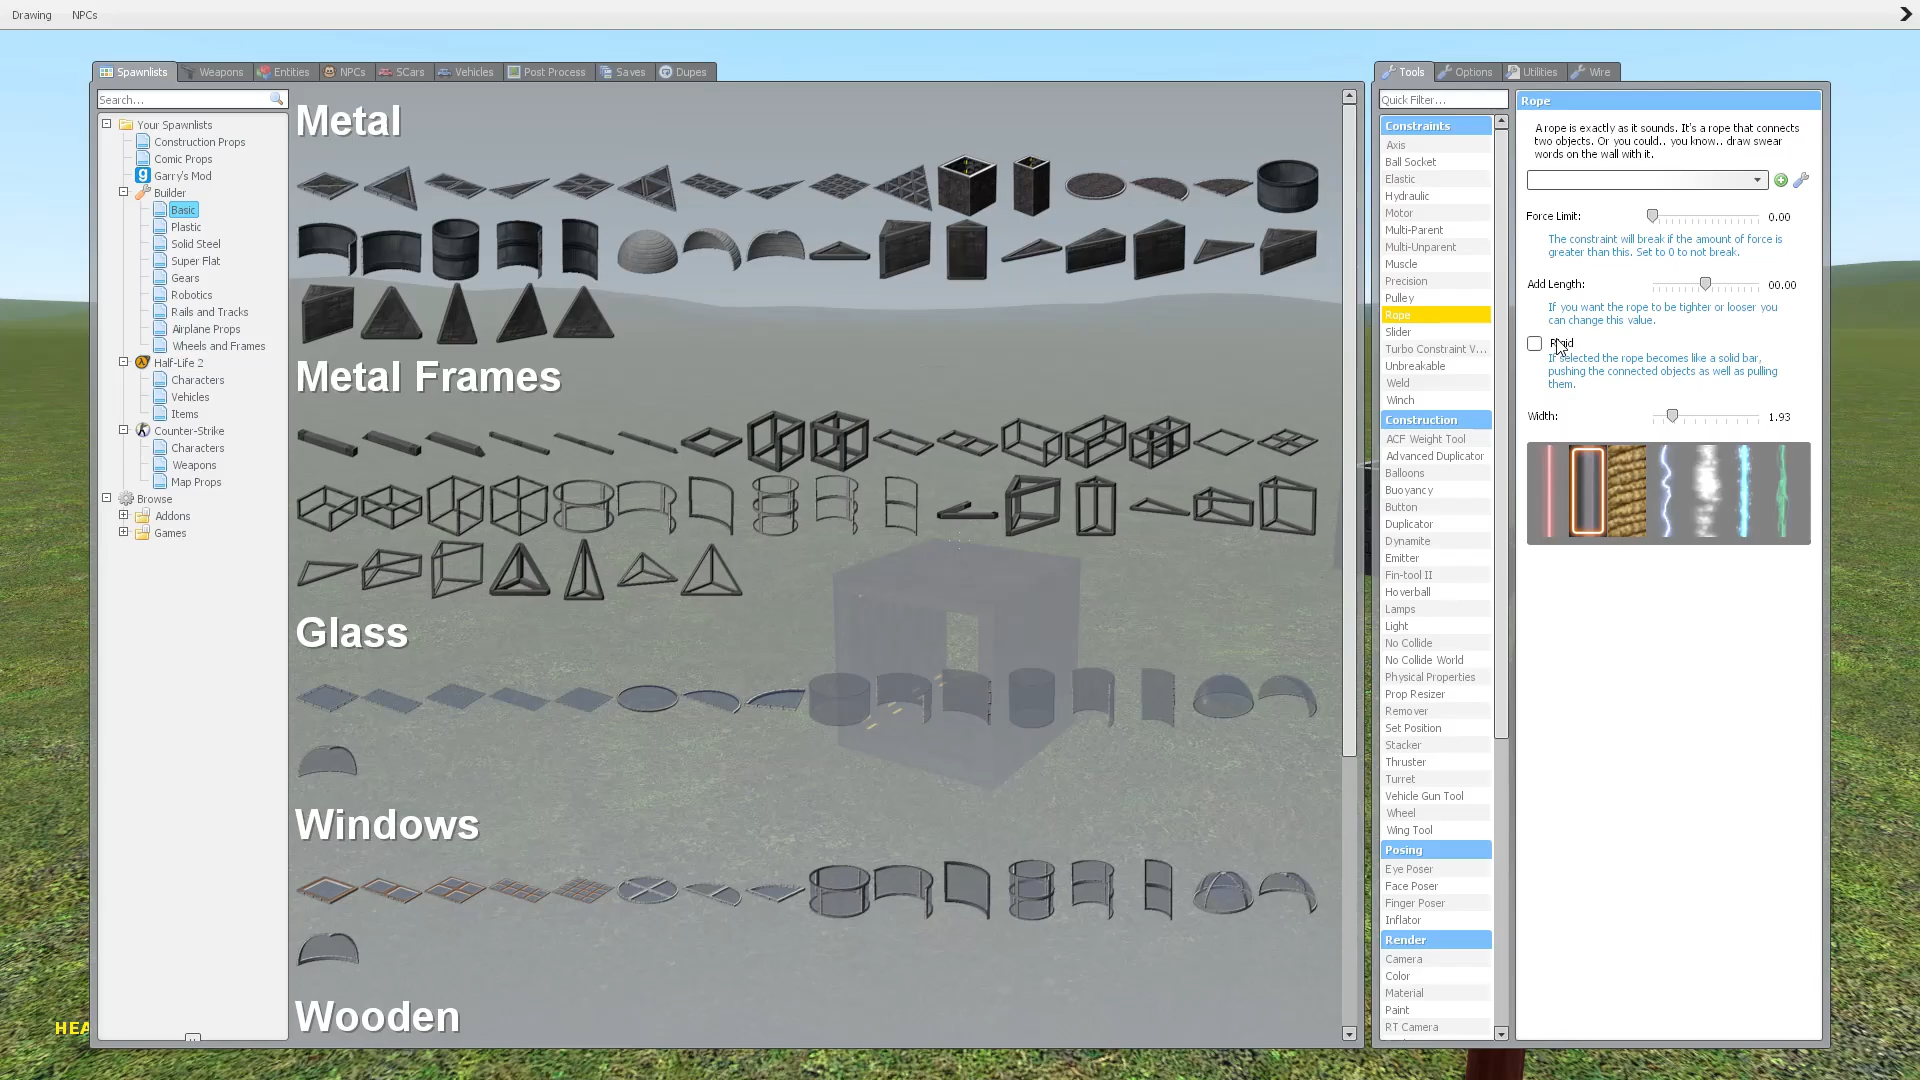 Drawing NPCs
Spawnlists Weapons Entities NPCs SCars Vehicles Post Process Saves Dupes
Search...
Your Spawnlists
Construction Props
Comic Props
Garry's Mod
Builder
Basic
Plastic
Solid Steel
Super Flat
Gears
Robotics
Rails and Tracks
Airplane Props
Wheels and Frames
Half-Life 2
Characters
Vehicles
Items
Counter-Strike
Characters
Weapons
Map Props
Browse
Addons
Games
Metal
Metal Frames
Glass
Windows
Wooden
HEA
Tools Options Utilities Wire
Quick Filter...
Constraints
Axis
Ball Socket
Elastic
Hydraulic
Motor
Multi-Parent
Multi-Unparent
Muscle
Precision
Pulley
Rope
Slider
Turbo Constraint V...
Unbreakable
Weld
Winch
Construction
ACF Weight Tool
Advanced Duplicator
Balloons
Buoyancy
Button
Duplicator
Dynamite
Emitter
Fin-tool II
Hoverball
Lamps
Light
No Collide
No Collide World
Physical Properties
Prop Resizer
Remover
Set Position
Stacker
Thruster
Turret
Vehicle Gun Tool
Wheel
Wing Tool
Posing
Eye Poser
Face Poser
Finger Poser
Inflator
Render
Camera
Color
Material
Paint
RT Camera
Rope
A rope is exactly as it sounds. It's a rope that connects
two objects. Or you could.. you know.. draw swear
words on the wall with it.
Force Limit: 0.00
The constraint will break if the amount of force is
greater than this. Set to 0 to not break.
Add Length: 00.00
If you want the rope to be tighter or looser you
can change this value.
Rigid
If selected the rope becomes like a solid bar,
pushing the connected objects as well as pulling
them.
Width: 1.93